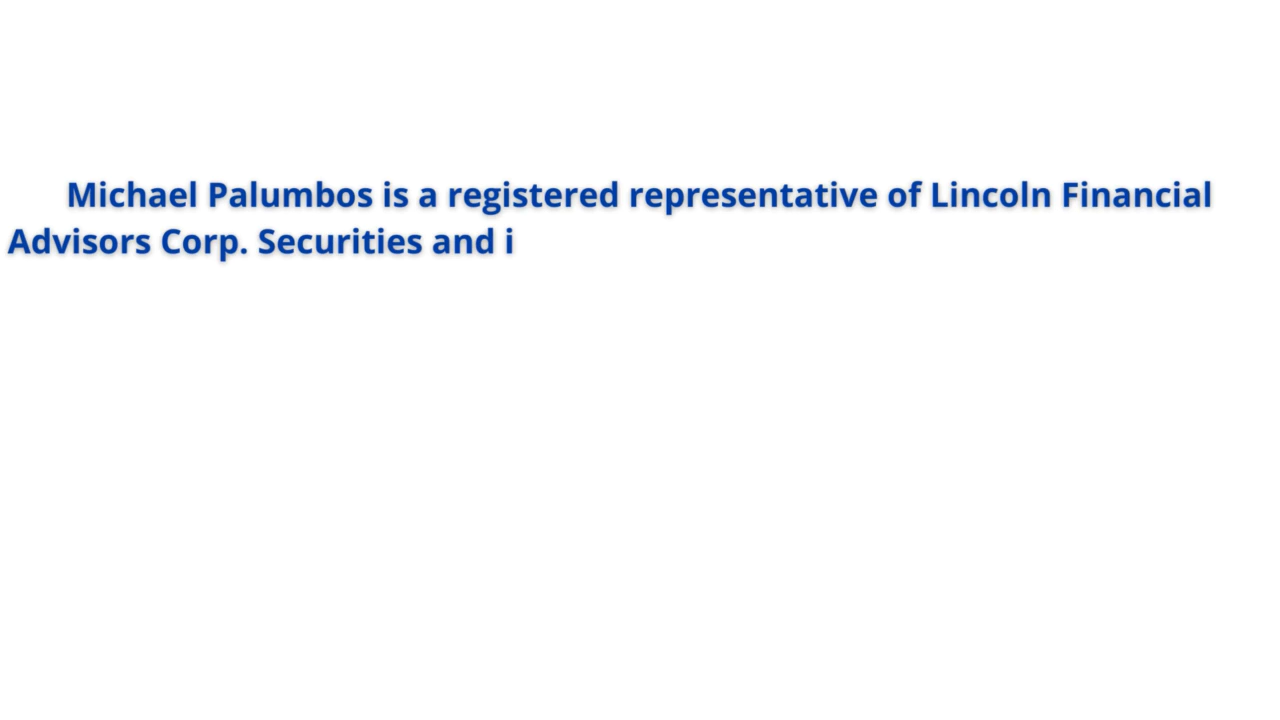 Michael Palumbos is a registered representative of Lincoln Financial
Advisors Corp. Securities and i